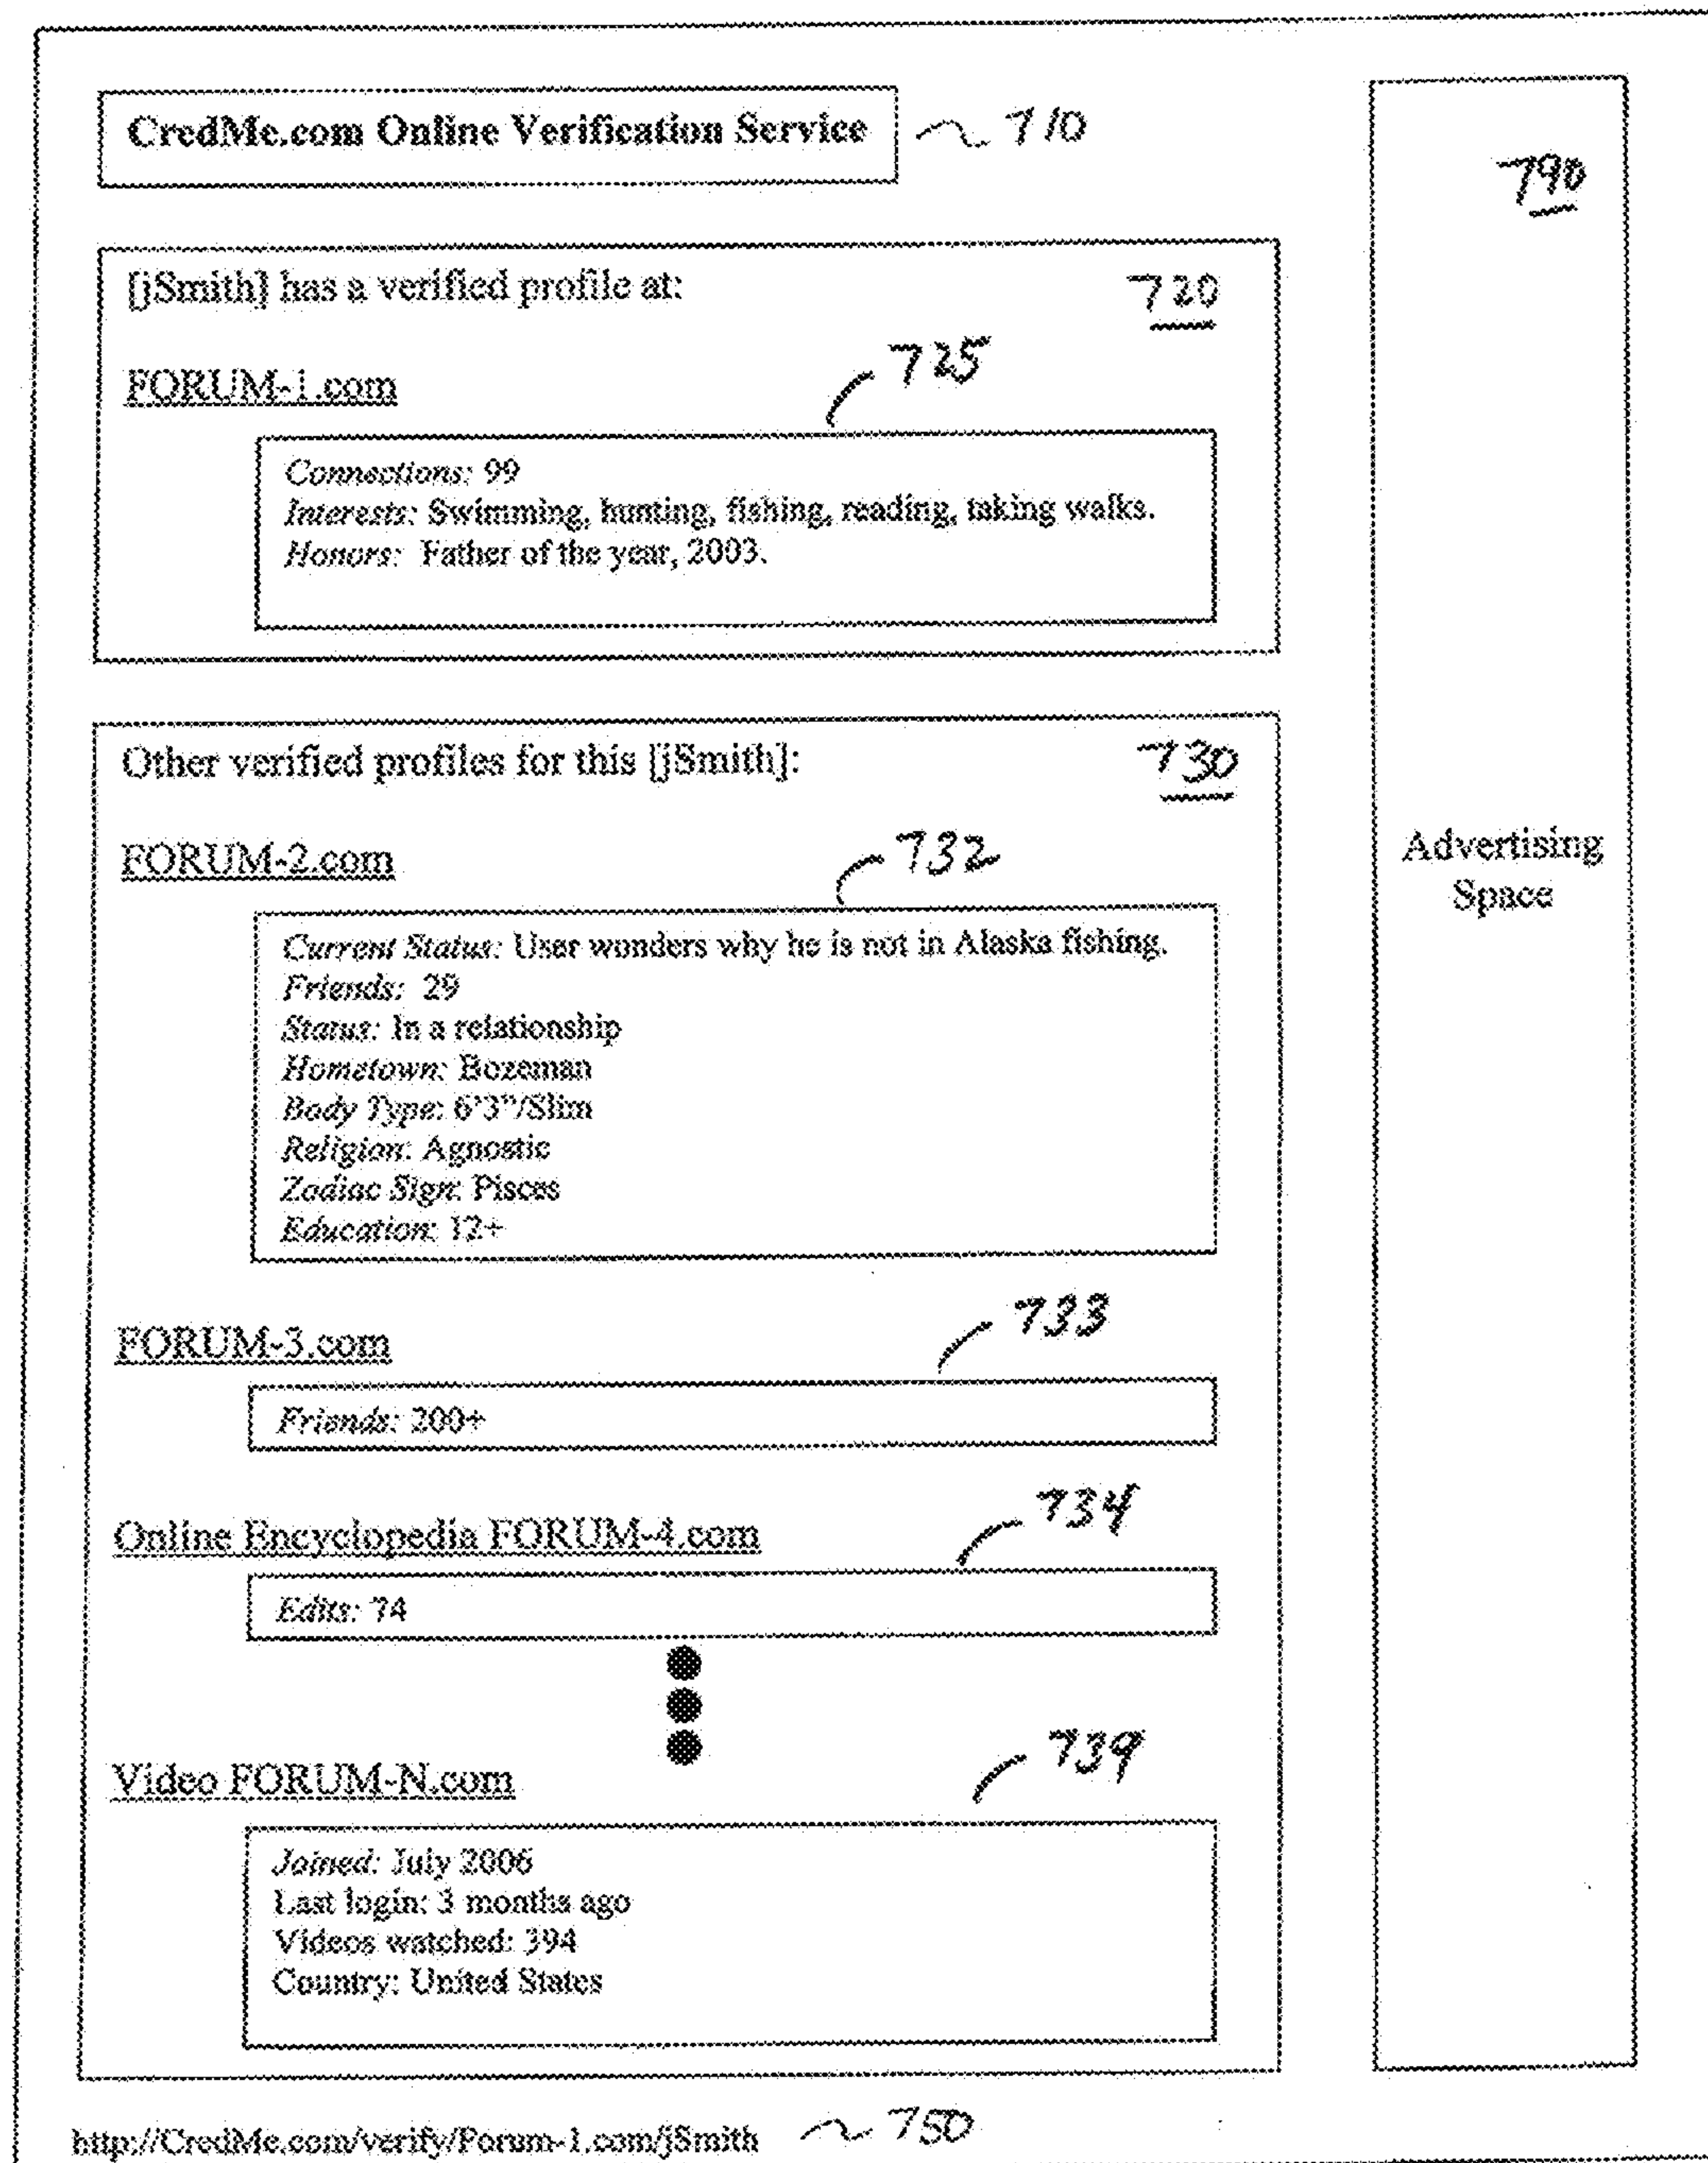 CredMe.com Online Verification Service
710
790
[jSmith] has a verified profile at:
720
FORUM-1.com
725
Connections: 99
Interests: Swimming, hunting, fishing, reading, taking walks.
Honors: Father of the year, 2003.
Other verified profiles for this [jSmith]:
730
FORUM-2.com
732
Advertising
Space
Current Status: User wonders why he is not in Alaska fishing.
Friends: 29
Status: In a relationship
Hometown: Bozeman
Body Type: 6'3"/Slim
Religion: Agnostic
Zodiac Sign: Pisces
Education: 12+
FORUM-3.com
733
Friends: 200+
Online Encyclopedia FORUM-4.com
734
Edits: 74
Video FORUM-N.com
739
Joined: July 2006
Last login: 3 months ago
Videos watched: 394
Country: United States
http://CredMe.com/verify/Forum-1.com/jSmith
750